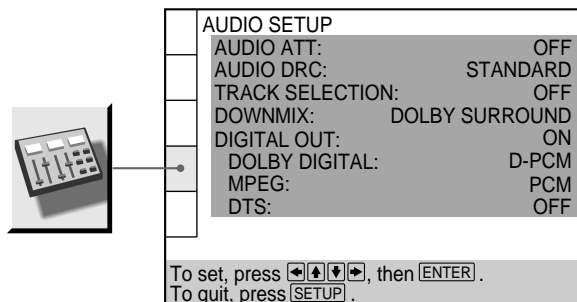 AUDIO SETUP
AUDIO ATT: OFF
AUDIO DRC: STANDARD
TRACK SELECTION: OFF
DOWNMIX: DOLBY SURROUND
DIGITAL OUT: ON
DOLBY DIGITAL: D-PCM
MPEG: PCM
DTS: OFF
To set, press ←↑↓→, then ENTER.
To quit, press SETUP.